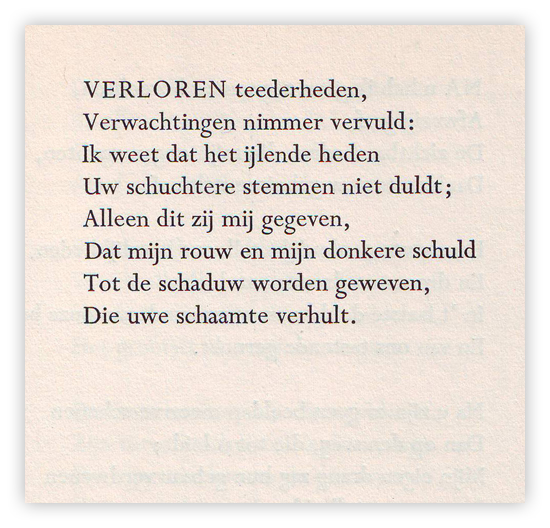 VERLOREN teederheden,
Verwachtingen nimmer vervuld:
Ik weet dat het ijlende heden
Uw schuchtere stemmen niet duldt;
Alleen dit zij mij gegeven,
Dat mijn rouw en mijn donkere schuld
Tot de schaduw worden geweven,
Die uwe schaamte verhult.